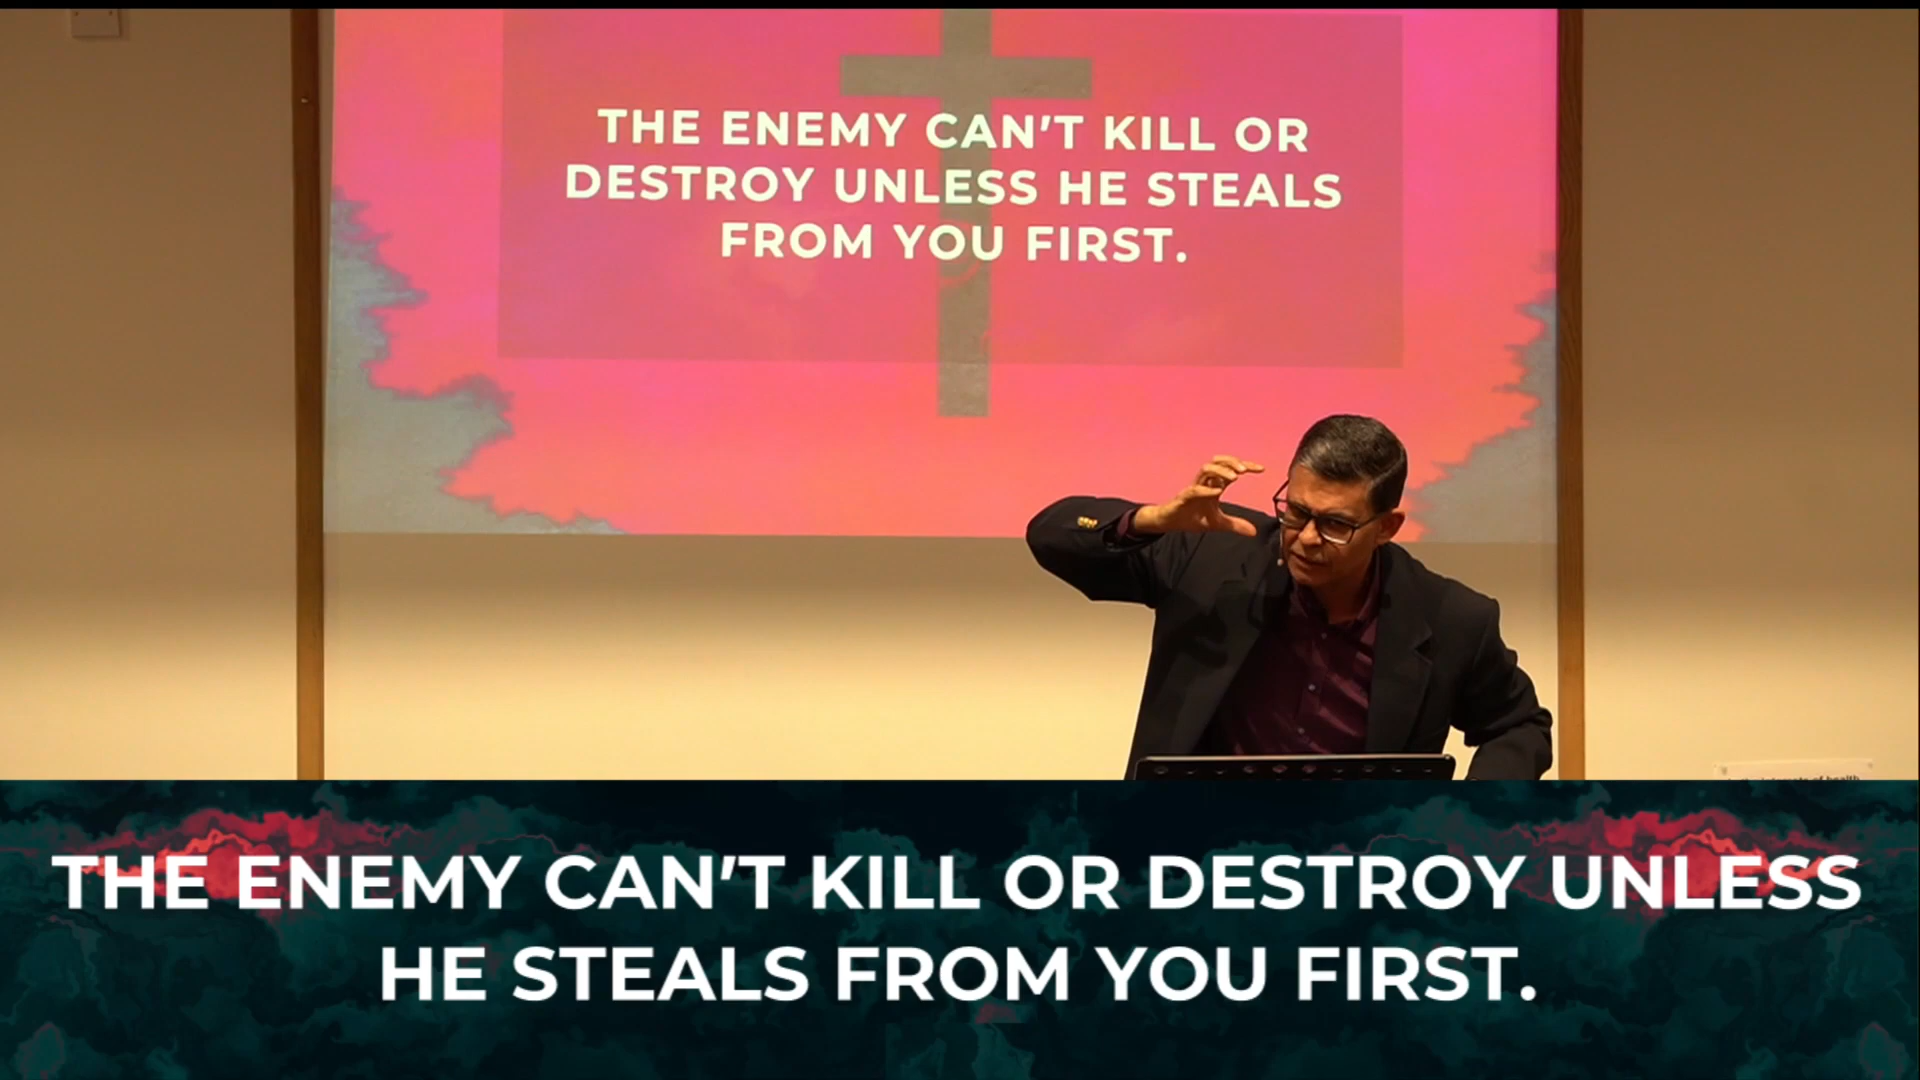 THE ENEMY CAN'T KILL OR
DESTROY UNLESS HE STEALS
FROM YOU FIRST.
THE ENEMY CAN'T KILL OR DESTROY UNLESS
HE STEALS FROM YOU FIRST.